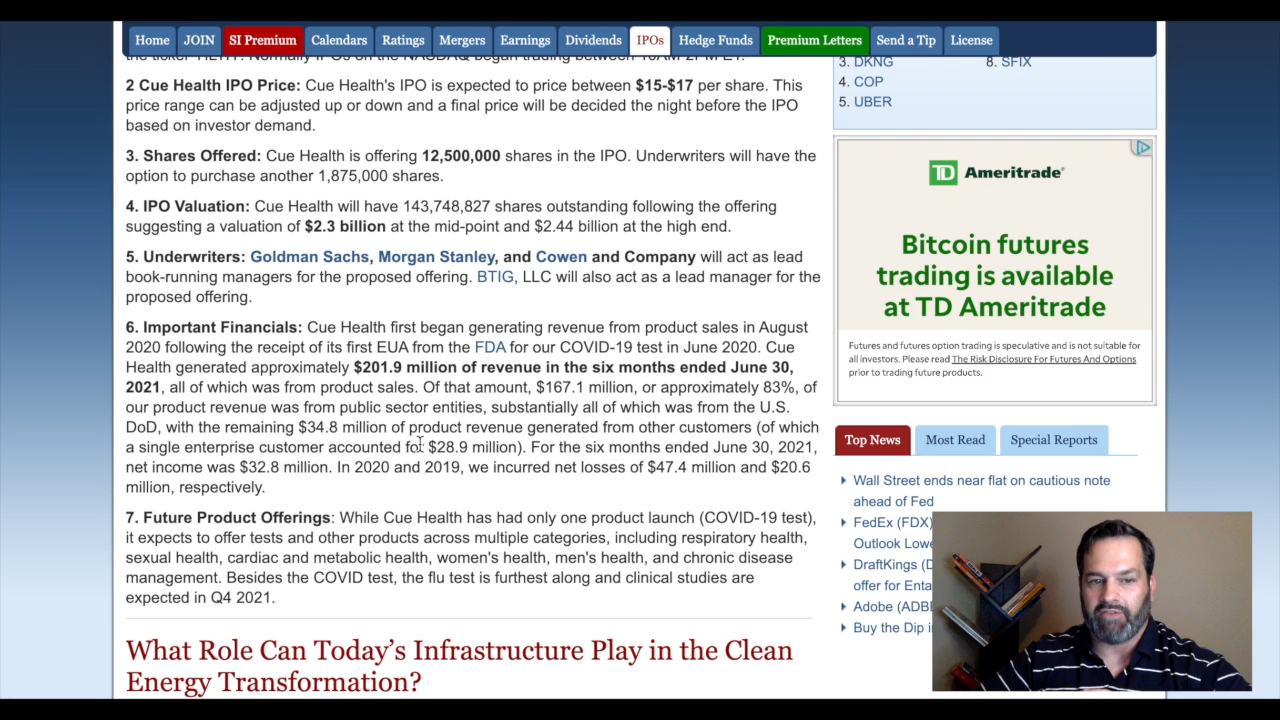 Home JOIN SI Premium Calendars Ratings Mergers Earnings Dividends IPOs Hedge Funds Premium Letters Send a Tip License
2 Cue Health IPO Price: Cue Health's IPO is expected to price between $15-$17 per share. This
price range can be adjusted up or down and a final price will be decided the night before the IPO
based on investor demand.
3. Shares Offered: Cue Health is offering 12,500,000 shares in the IPO. Underwriters will have the
option to purchase another 1,875,000 shares.
4. IPO Valuation: Cue Health will have 143,748,827 shares outstanding following the offering
suggesting a valuation of $2.3 billion at the mid-point and $2.44 billion at the high end.
5. Underwriters: Goldman Sachs, Morgan Stanley, and Cowen and Company will act as lead
book-running managers for the proposed offering. BTIG, LLC will also act as a lead manager for the
proposed offering.
6. Important Financials: Cue Health first began generating revenue from product sales in August
2020 following the receipt of its first EUA from the FDA for our COVID-19 test in June 2020. Cue
Health generated approximately $201.9 million of revenue in the six months ended June 30,
2021, all of which was from product sales. Of that amount, $167.1 million, or approximately 83%, of
our product revenue was from public sector entities, substantially all of which was from the U.S.
DoD, with the remaining $34.8 million of product revenue generated from other customers (of which
a single enterprise customer accounted for $28.9 million). For the six months ended June 30, 2021,
net income was $32.8 million. In 2020 and 2019, we incurred net losses of $47.4 million and $20.6
million, respectively.
7. Future Product Offerings: While Cue Health has had only one product launch (COVID-19 test),
it expects to offer tests and other products across multiple categories, including respiratory health,
sexual health, cardiac and metabolic health, women's health, men's health, and chronic disease
management. Besides the COVID test, the flu test is furthest along and clinical studies are
expected in Q4 2021.
What Role Can Today's Infrastructure Play in the Clean
Energy Transformation?
3. DKNG 8. SFIX
4. COP
5. UBER
TD Ameritrade
Bitcoin futures
trading is available
at TD Ameritrade
Futures and futures option trading is speculative and is not suitable for
all investors. Please read The Risk Disclosure For Futures And Options
prior to trading future products.
Top News Most Read Special Reports
Wall Street ends near flat on cautious note
ahead of Fed
FedEx (FDX)
Outlook Lowe
DraftKings (D
offer for Enta
Adobe (ADBE
Buy the Dip i